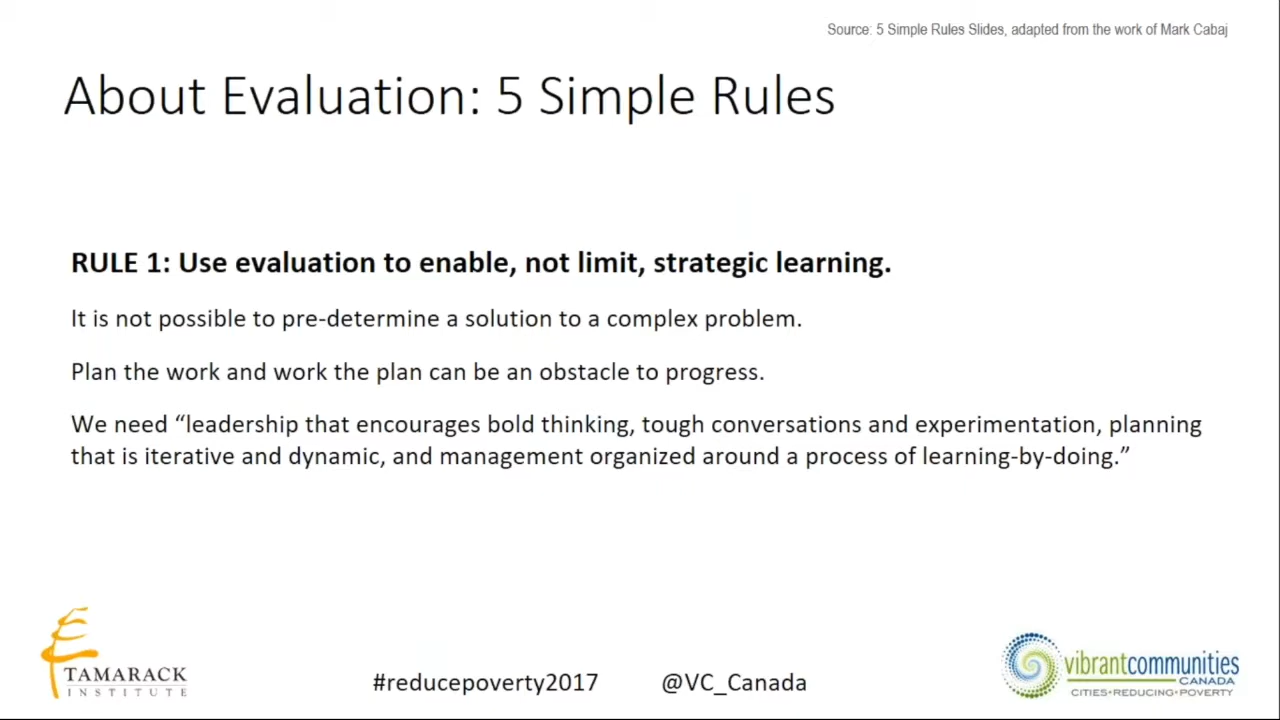 Source: 5 Simple Rules Slides, adapted from the work of Mark Cabaj
About Evaluation: 5 Simple Rules
RULE 1: Use evaluation to enable, not limit, strategic learning.
It is not possible to pre-determine a solution to a complex problem.
Plan the work and work the plan can be an obstacle to progress.
We need “leadership that encourages bold thinking, tough conversations and experimentation, planning
that is iterative and dynamic, and management organized around a process of learning-by-doing.”
TAMARACK
INSTITUTE
#reducepoverty2017 @VC_Canada
vibrantcommunities
CANADA
CITIES•REDUCING•POVERTY